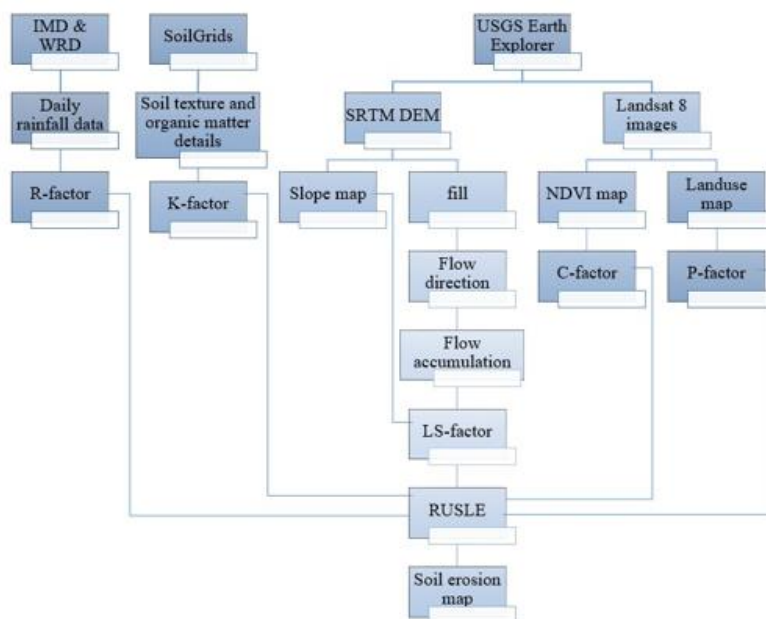 IMD &
WRD
SoilGrids
USGS Earth
Explorer
Daily
rainfall data
Soil texture and
organic matter
details
SRTM DEM
Landsat 8
images
R-factor
K-factor
Slope map
fill
NDVI map
Landuse
map
Flow
direction
C-factor
P-factor
Flow
accumulation
LS-factor
RUSLE
Soil erosion
map